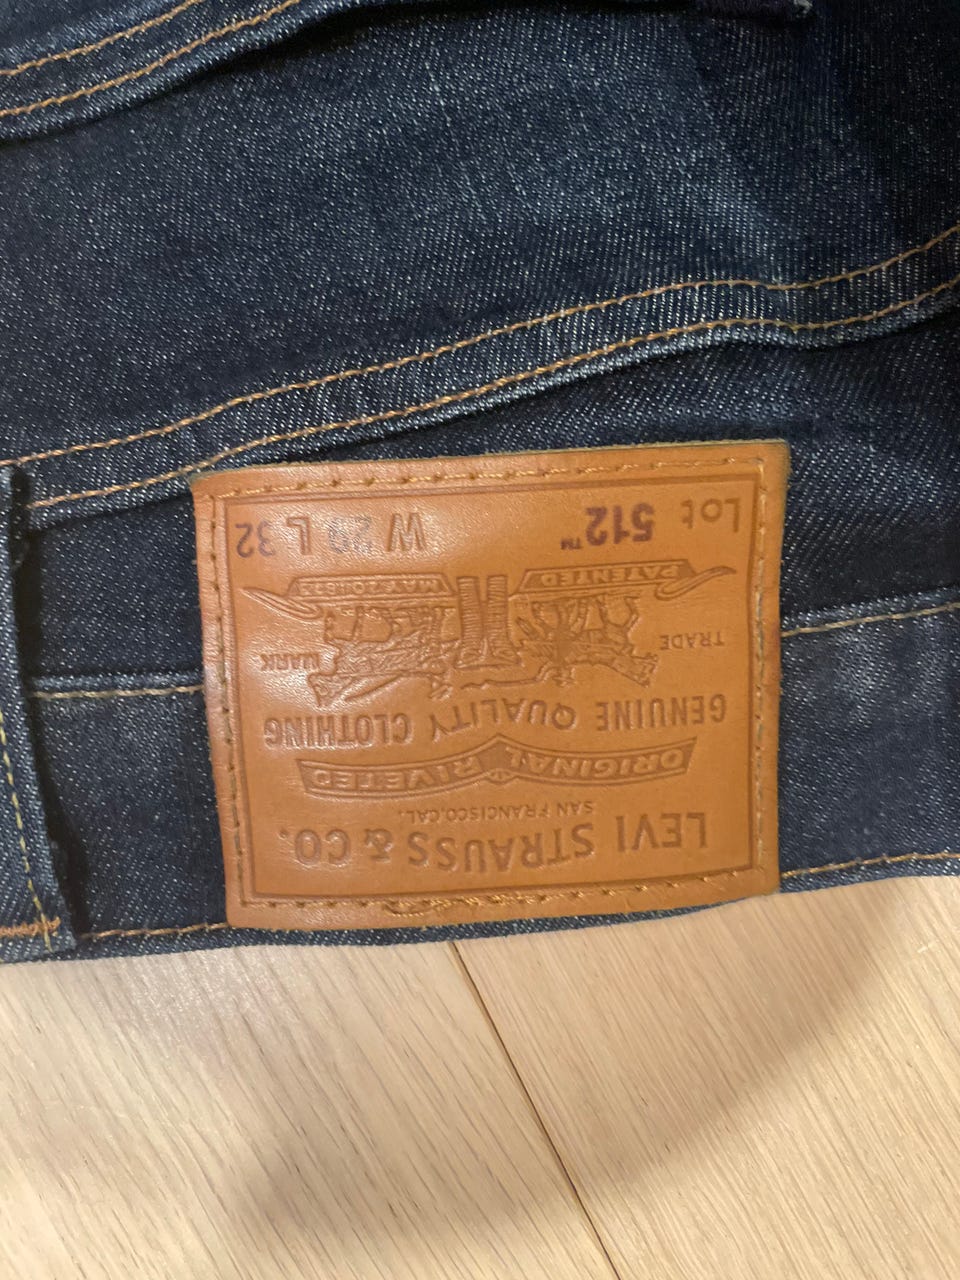 LEVI STRAUSS & CO.
SAN FRANCISCO.CAL.
ORIGINAL RIVETED
GENUINE QUALITY CLOTHING
TRADE MARK
PATENTED MAY 20 1873
Lot 512™ W 29 L 32